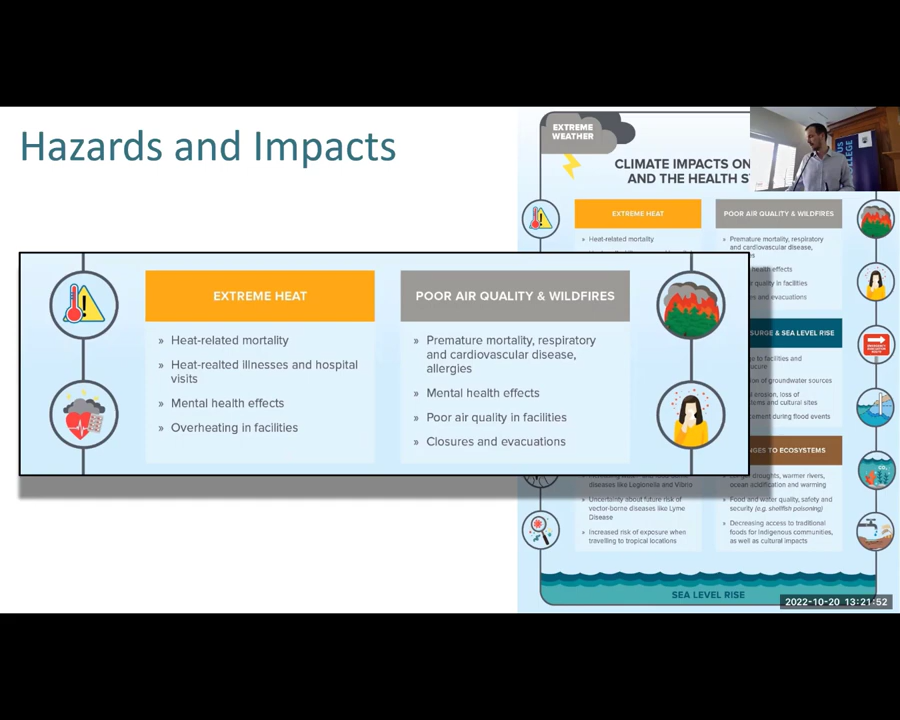 Hazards and Impacts
EXTREME
WEATHER
CLIMATE IMPACTS ON
AND THE HEALTH
EXTREME HEAT
POOR AIR QUALITY & WILDFIRES
» Heat-related mortality
» Premature mortality, respiratory
and cardiovascular disease,
EXTREME HEAT
» Heat-related mortality
» Heat-realted illnesses and hospital
visits
» Mental health effects
» Overheating in facilities
POOR AIR QUALITY & WILDFIRES
» Premature mortality, respiratory
and cardiovascular disease,
allergies
» Mental health effects
» Poor air quality in facilities
» Closures and evacuations
health effects
quality in facilities
and evacuations
SURGE & SEA LEVEL RISE
to facilities and
of groundwater sources
erosion, loss of
and cultural sites
during flood events
TO ECOSYSTEMS
droughts, warmer rivers,
ocean acidification and warming
diseases like Legionella and Vibrio
» Uncertainty about future risk of
vector-borne diseases like Lyme
Disease
» Increased risk of exposure when
travelling to tropical locations
» Food and water quality, safety and
security (e.g. shellfish poisoning)
» Decreasing access to traditional
foods for indigenous communities,
as well as cultural impacts
CO₂
SEA LEVEL RISE
2022-10-20 13:21:52